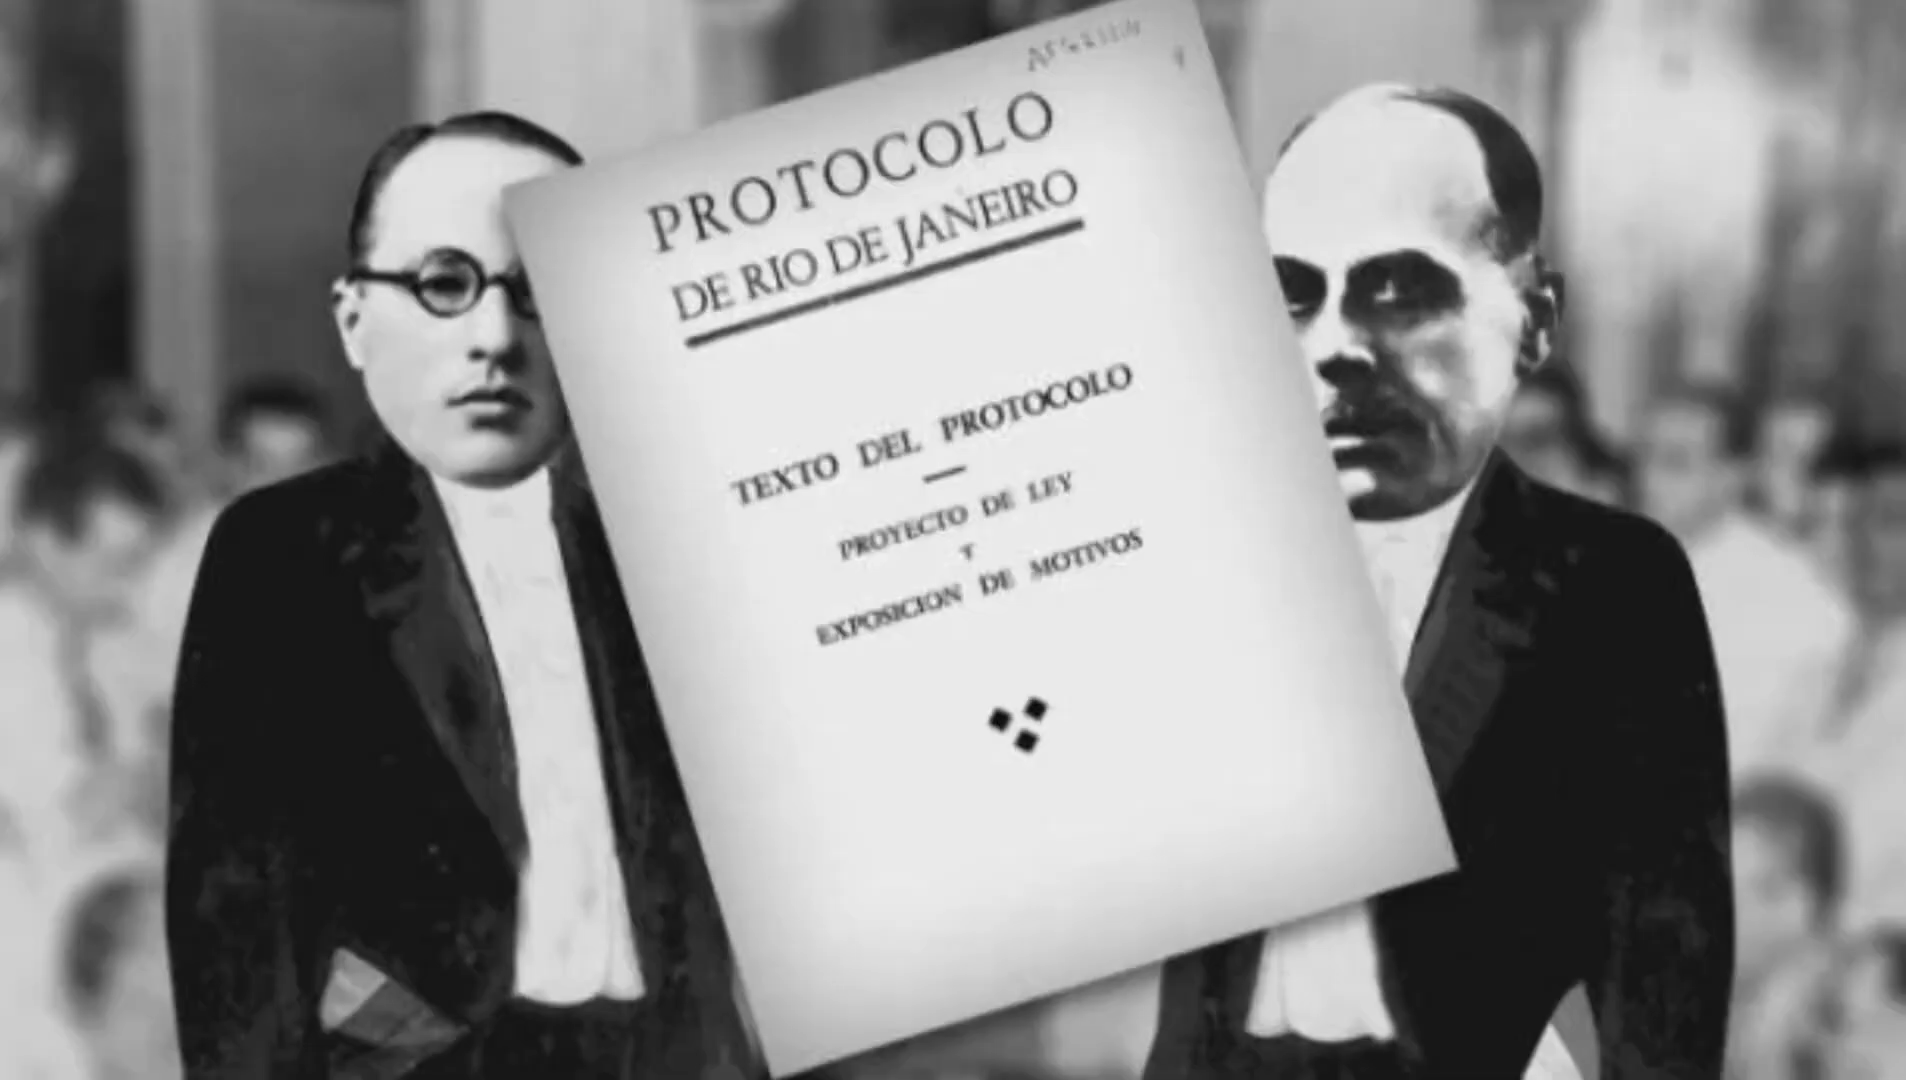 PROTOCOLO
DE RIO DE JANEIRO
TEXTO DEL PROTOCOLO
PROYECTO DE LEY
Y
EXPOSICION DE MOTIVOS